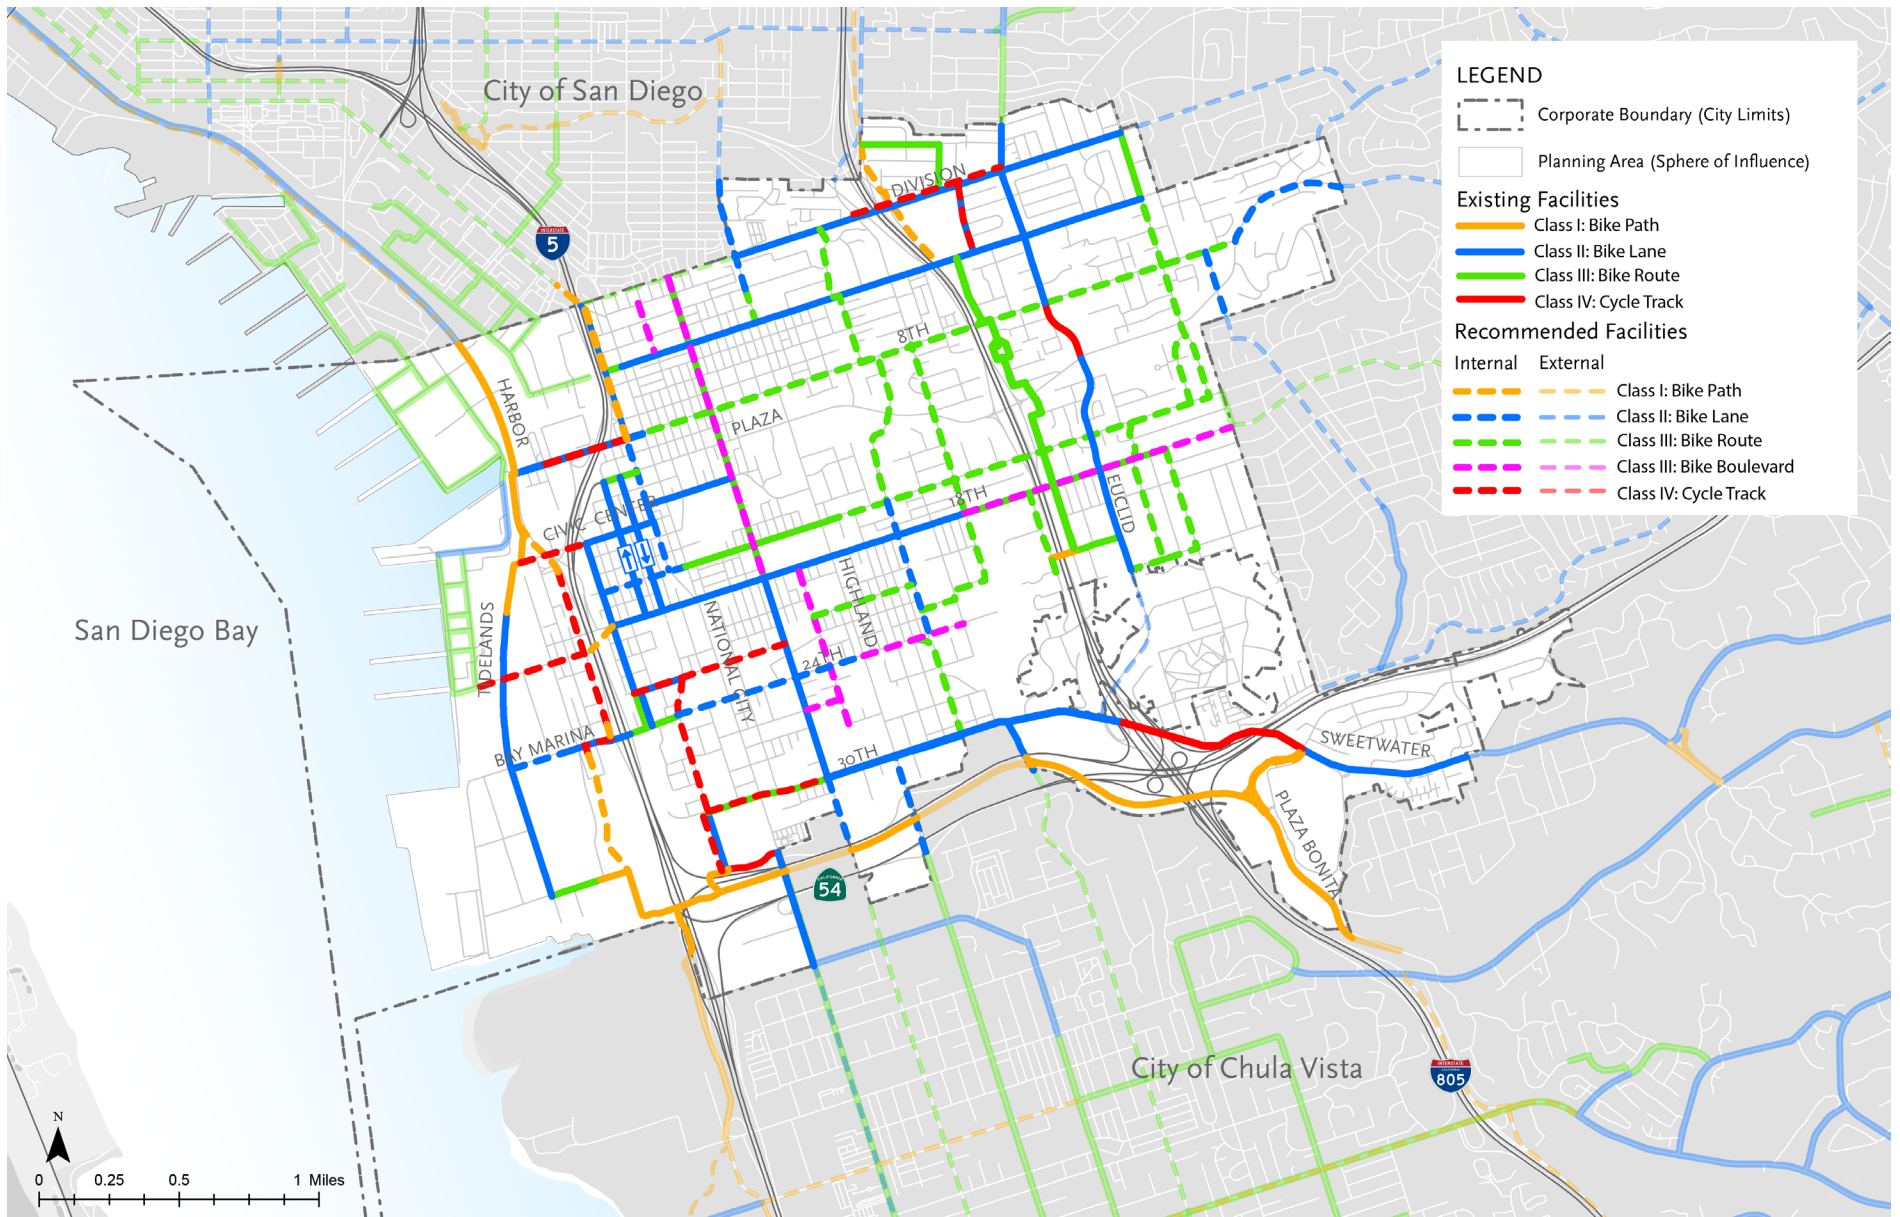 City of San Diego
LEGEND
Corporate Boundary (City Limits)
Planning Area (Sphere of Influence)
Existing Facilities
Class I: Bike Path
Class II: Bike Lane
Class III: Bike Route
Class IV: Cycle Track
Recommended Facilities
Internal External
Class I: Bike Path
Class II: Bike Lane
Class III: Bike Route
Class III: Bike Boulevard
Class IV: Cycle Track
DIVISION
INTERSTATE
5
8TH
HARBOR
PLAZA
18TH
EUCLID
CIVIC CENTER
HIGHLAND
San Diego Bay
TIDELANDS
NATIONAL CITY
24TH
BAY MARINA
30TH
SWEETWATER
PLAZA BONITA
CALIFORNIA
54
City of Chula Vista
INTERSTATE
CALIFORNIA
805
N
0 0.25 0.5 1 Miles